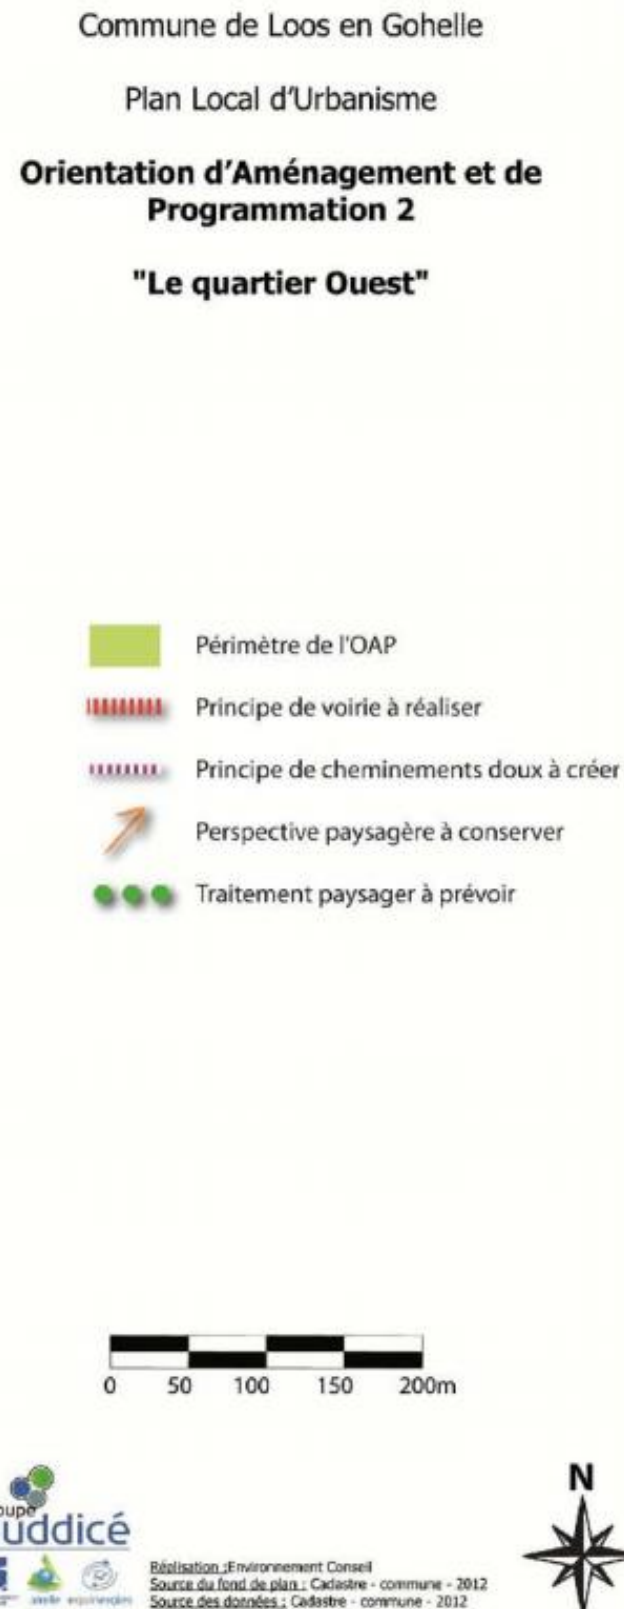 Commune de Loos en Gohelle
Plan Local d'Urbanisme
Orientation d'Aménagement et de
Programmation 2
"Le quartier Ouest"
Périmètre de l'OAP
Principe de voirie à réaliser
Principe de cheminements doux à créer
Perspective paysagère à conserver
Traitement paysager à prévoir
0 50 100 150 200m
N
uddicé
Réalisation :Environnement Conseil
Source du fond de plan : Cadastre - commune - 2012
Source des données : Cadastre - commune - 2012